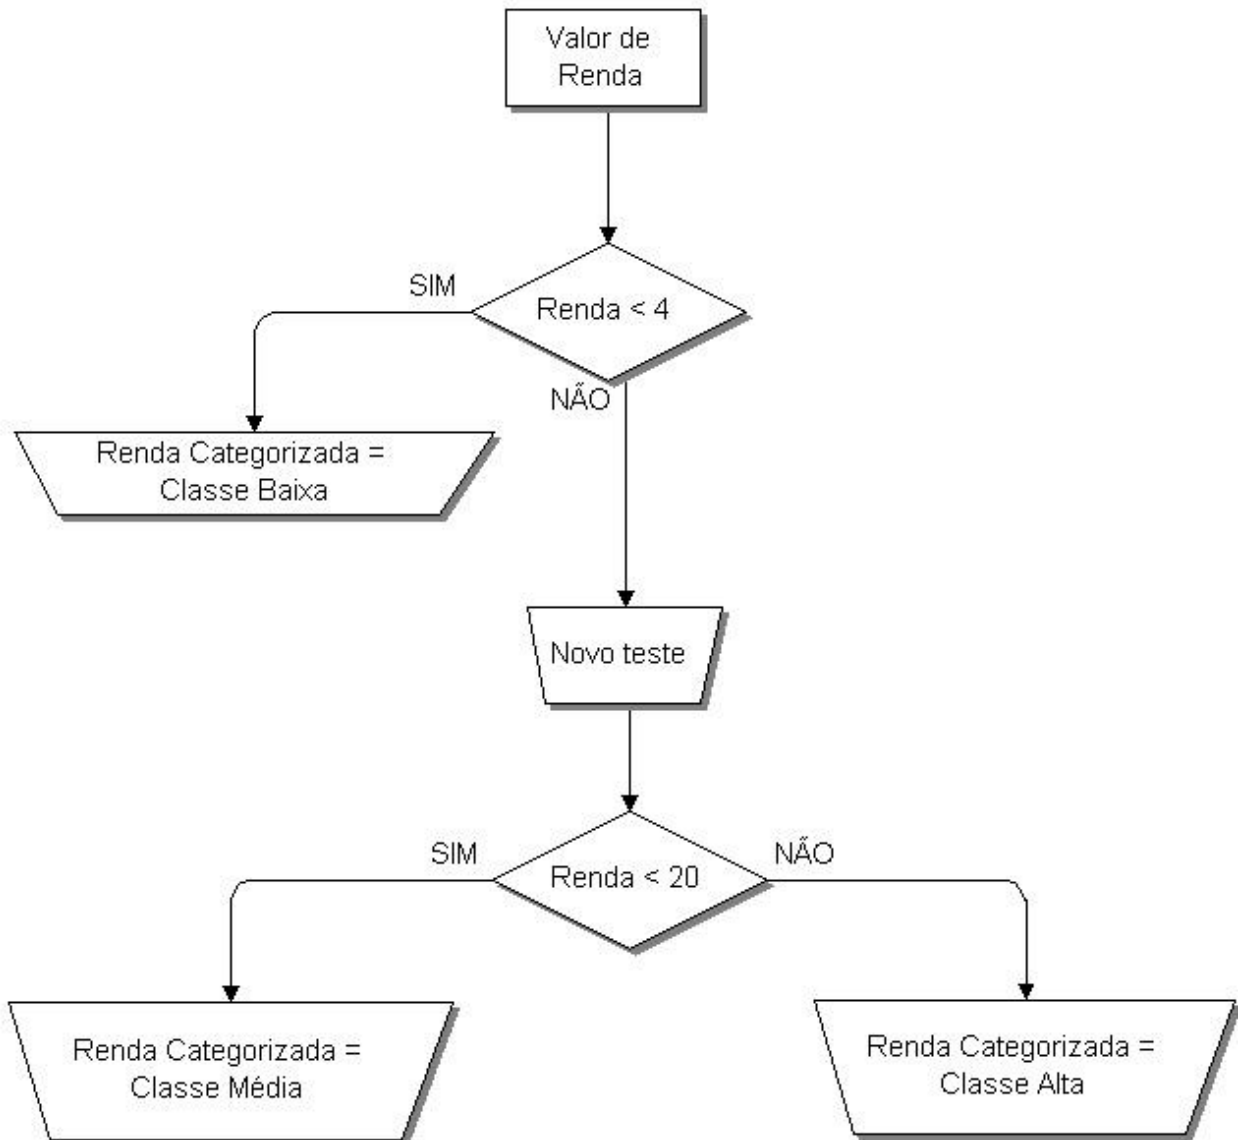 Valor de
Renda
SIM
Renda < 4
NÃO
Renda Categorizada =
Classe Baixa
Novo teste
SIM
Renda < 20
NÃO
Renda Categorizada =
Classe Média
Renda Categorizada =
Classe Alta